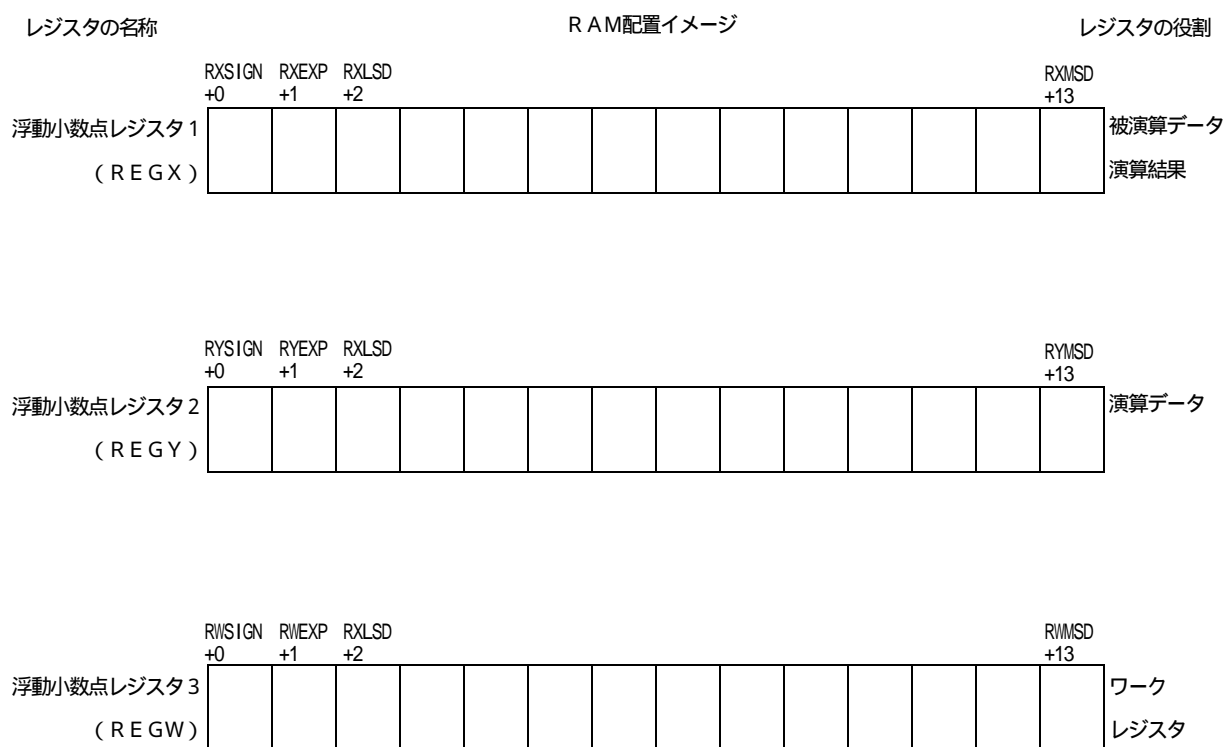 レジスタの名称 RAM配置イメージ レジスタの役割
RXSIGN RXEXP RXLSD RXMSD
+0 +1 +2 +13
浮動小数点レジスタ1 被演算データ
(REGX) 演算結果
RYSIGN RYEXP RXLSD RYMSD
+0 +1 +2 +13
浮動小数点レジスタ2 演算データ
(REGY)
RWSIGN RWEXP RXLSD RWMSD
+0 +1 +2 +13
浮動小数点レジスタ3 ワーク
(REGW) レジスタ